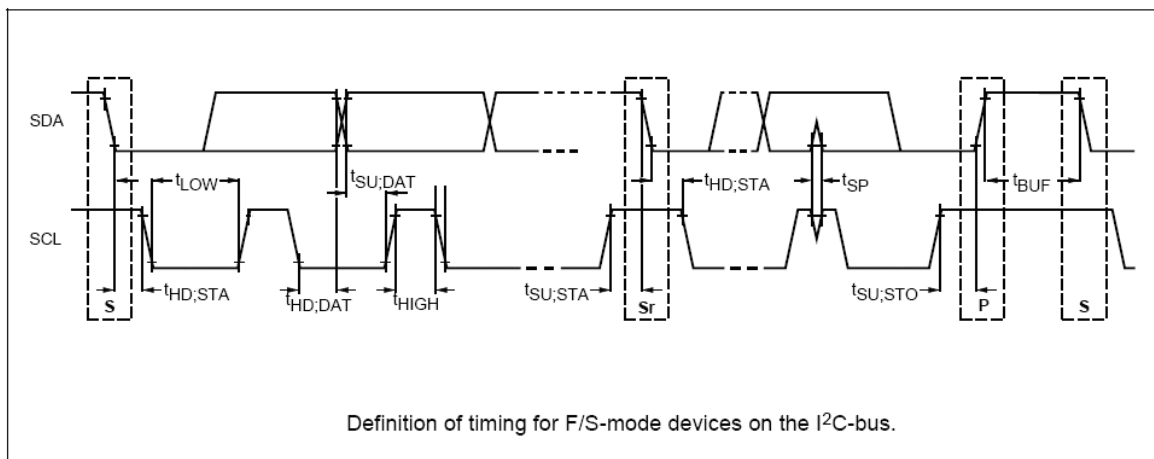 SDA
tLOW
tSU;DAT
tHD;STA
tSP
tBUF
SCL
tHD;STA
tHD;DAT
tHIGH
tSU;STA
tSU;STO
S
Sr
P
S
Definition of timing for F/S-mode devices on the I2C-bus.